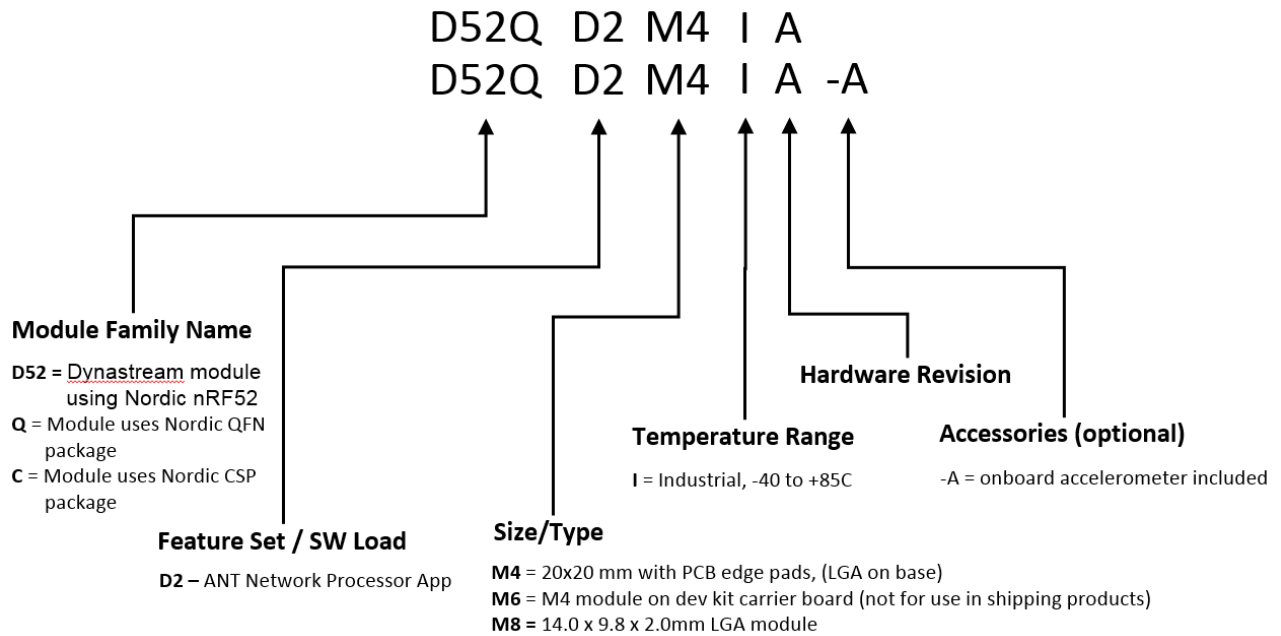 D52Q D2 M4 I A
D52Q D2 M4 I A -A
Module Family Name
D52 = Dynastream module
using Nordic nRF52
Q = Module uses Nordic QFN
package
C = Module uses Nordic CSP
package
Feature Set / SW Load
D2 – ANT Network Processor App
Size/Type
M4 = 20x20 mm with PCB edge pads, (LGA on base)
M6 = M4 module on dev kit carrier board (not for use in shipping products)
M8 = 14.0 x 9.8 x 2.0mm LGA module
Temperature Range
I = Industrial, -40 to +85C
Hardware Revision
Accessories (optional)
-A = onboard accelerometer included